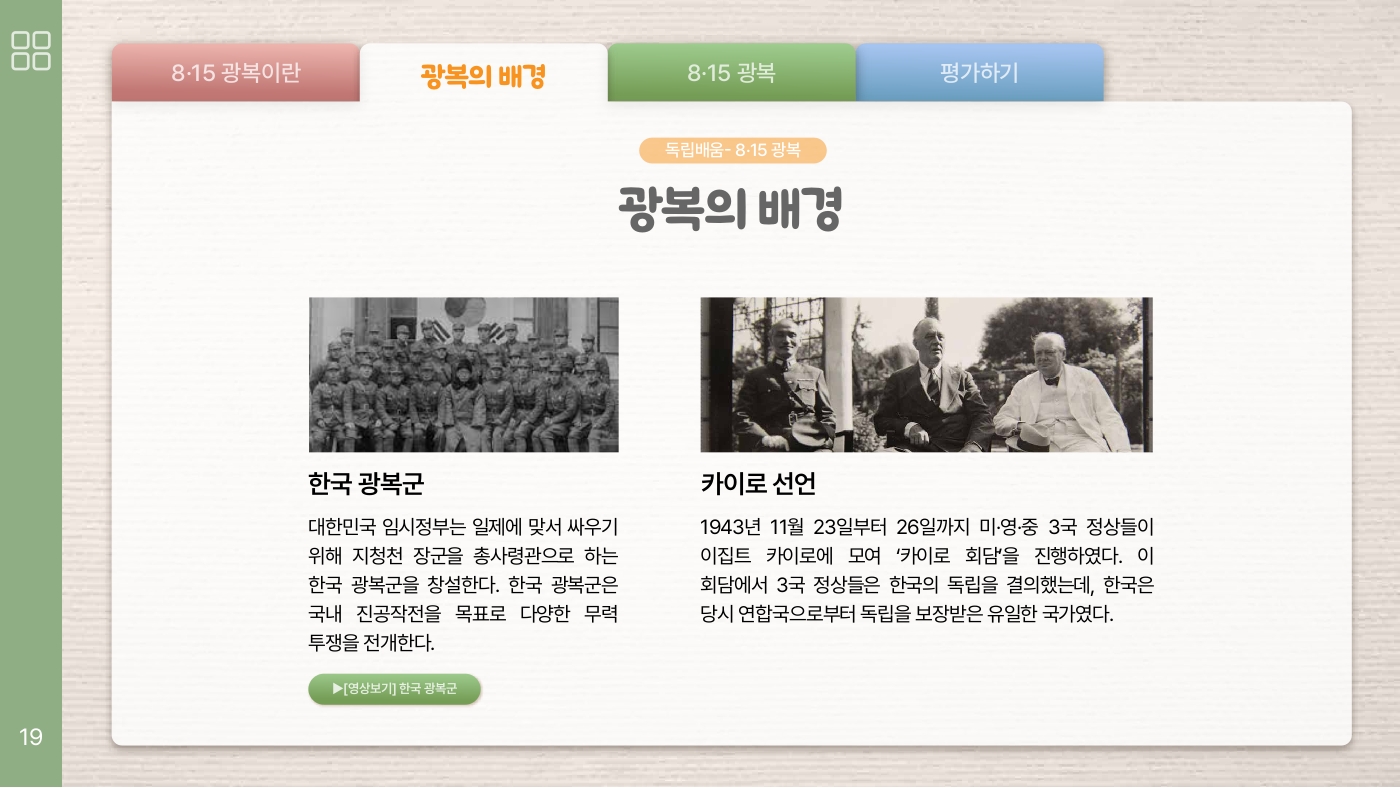 8·15 광복이란
광복의 배경
8·15 광복
평가하기
독립배움- 8·15 광복
광복의 배경
한국 광복군
대한민국 임시정부는 일제에 맞서 싸우기
위해 지청천 장군을 총사령관으로 하는
한국 광복군을 창설한다. 한국 광복군은
국내 진공작전을 목표로 다양한 무력
투쟁을 전개한다.
▶[영상보기] 한국 광복군
카이로 선언
1943년 11월 23일부터 26일까지 미·영·중 3국 정상들이
이집트 카이로에 모여 ‘카이로 회담’을 진행하였다. 이
회담에서 3국 정상들은 한국의 독립을 결의했는데, 한국은
당시 연합국으로부터 독립을 보장받은 유일한 국가였다.
19